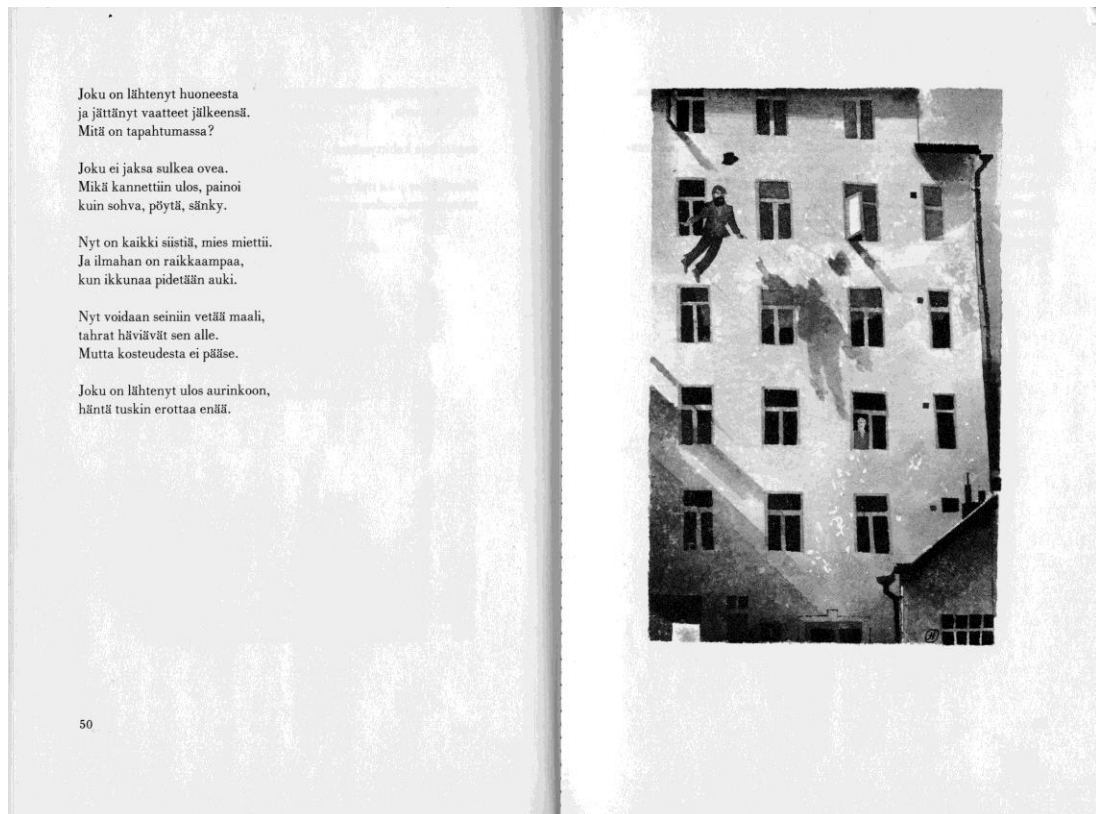 Joku on lähtenyt huoneesta
ja jättänyt vaatteet jälkeensä.
Mitä on tapahtumassa?
Joku ei jaksa sulkea ovea.
Mikä kannettiin ulos, painoi
kuin sohva, pöytä, sänky.
Nyt on kaikki siistiä, mies miettii.
Ja ilmahan on raikkaampaa,
kun ikkunaa pidetään auki.
Nyt voidaan seiniin vetää maali,
tahrat häviävät sen alle.
Mutta kosteudesta ei pääse.
Joku on lähtenyt ulos aurinkoon,
häntä tuskin erottaa enää.
50